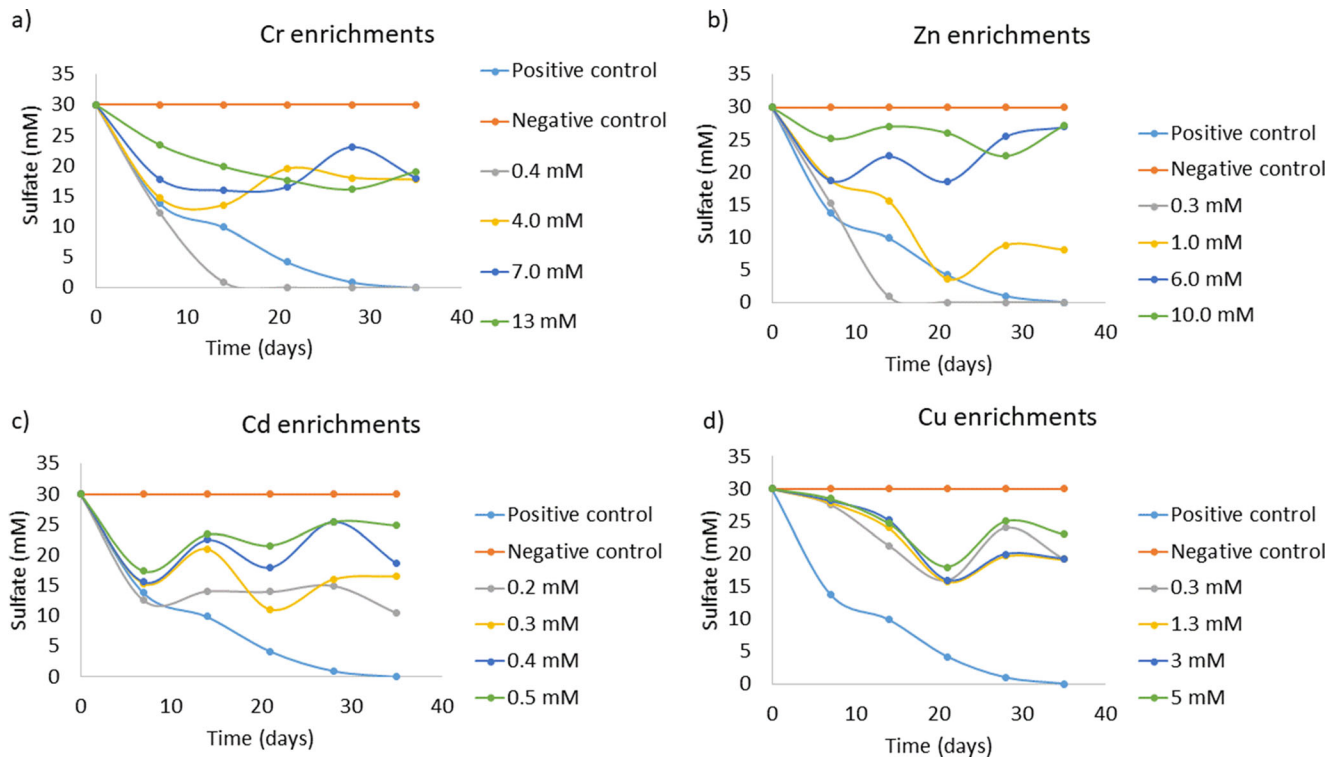 a)
Cr enrichments
35
30
25
20
15
10
5
0
Sulfate (mM)
0
10
20
30
40
Time (days)
Positive control
Negative control
0.4 mM
4.0 mM
7.0 mM
13 mM
b)
Zn enrichments
35
30
25
20
15
10
5
0
Sulfate (mM)
0
10
20
30
40
Time (days)
Positive control
Negative control
0.3 mM
1.0 mM
6.0 mM
10.0 mM
c)
Cd enrichments
35
30
25
20
15
10
5
0
Sulfate (mM)
0
10
20
30
40
Time (days)
Positive control
Negative control
0.2 mM
0.3 mM
0.4 mM
0.5 mM
d)
Cu enrichments
35
30
25
20
15
10
5
0
Sulfate (mM)
0
10
20
30
40
Time (days)
Positive control
Negative control
0.3 mM
1.3 mM
3 mM
5 mM